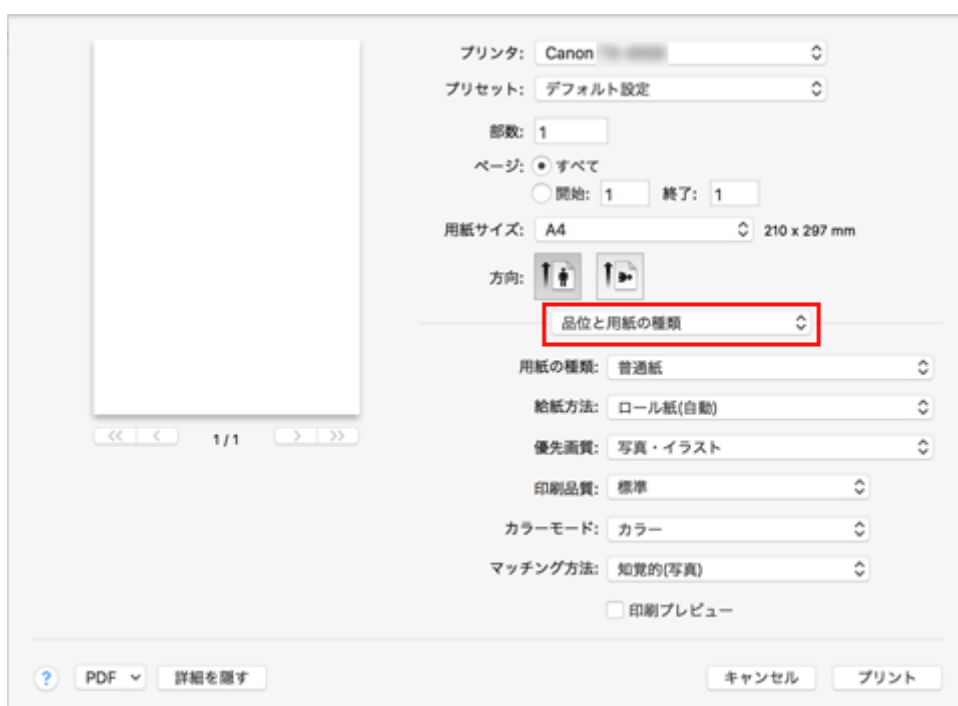 プリンタ: Canon
プリセット: デフォルト設定
部数: 1
ページ: すべて
開始: 1 終了: 1
用紙サイズ: A4 210 x 297 mm
方向:
品位と用紙の種類
用紙の種類: 普通紙
給紙方法: ロール紙(自動)
<< < 1 / 1 > >>
優先画質: 写真・イラスト
印刷品質: 標準
カラーモード: カラー
マッチング方法: 知覚的(写真)
印刷プレビュー
? PDF 詳細を隠す キャンセル プリント